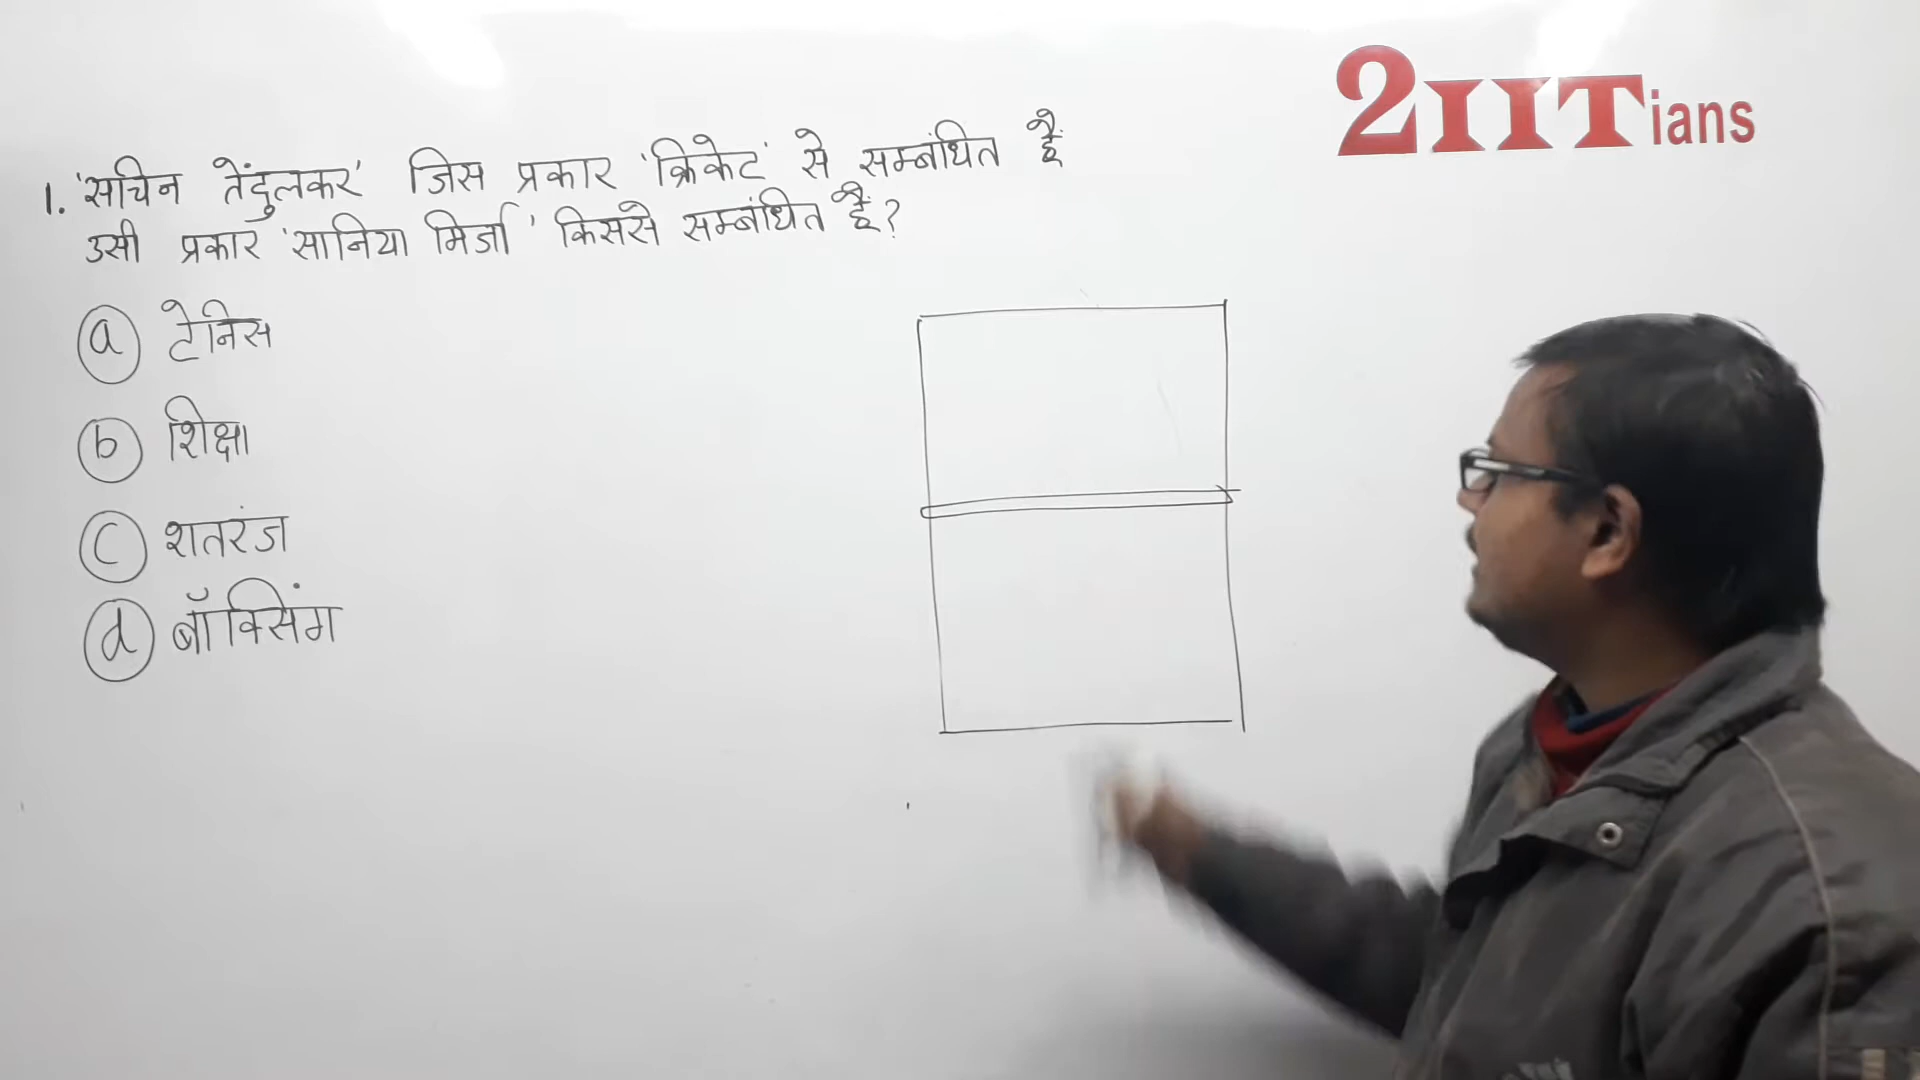 2IITians
1. 'सचिन तेंदुलकर' जिस प्रकार 'क्रिकेट' से सम्बंधित है
उसी प्रकार 'सानिया मिर्जा' किससे सम्बंधित है?
a टेनिस
b शिक्षा
c शतरंज
d बॉक्सिंग